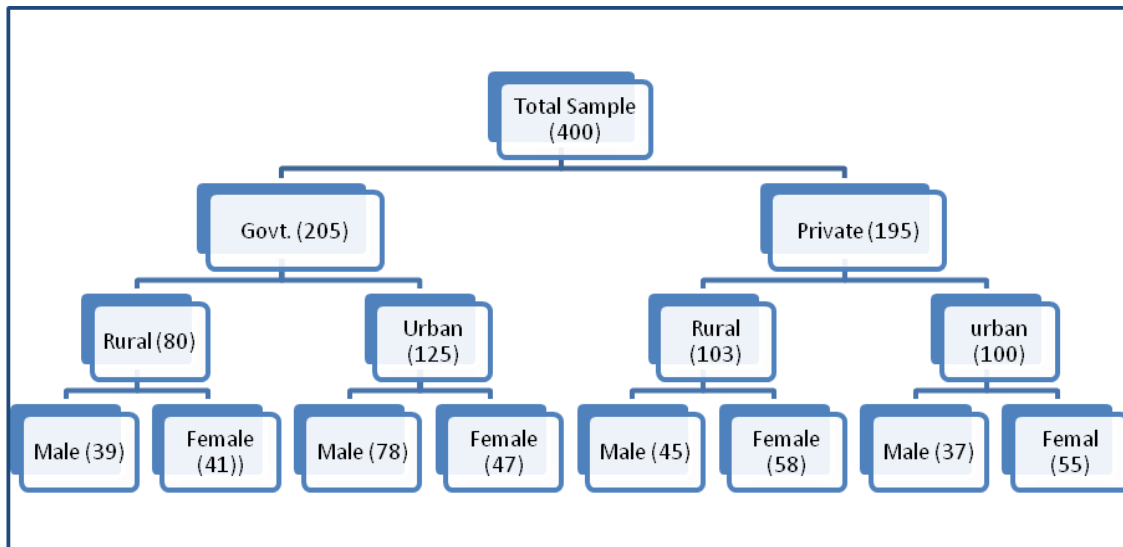 Total Sample
(400)
Govt. (205)
Private (195)
Rural (80)
Urban
(125)
Rural
(103)
urban
(100)
Male (39)
Female
(41))
Male (78)
Female
(47)
Male (45)
Female
(58)
Male (37)
Femal
(55)